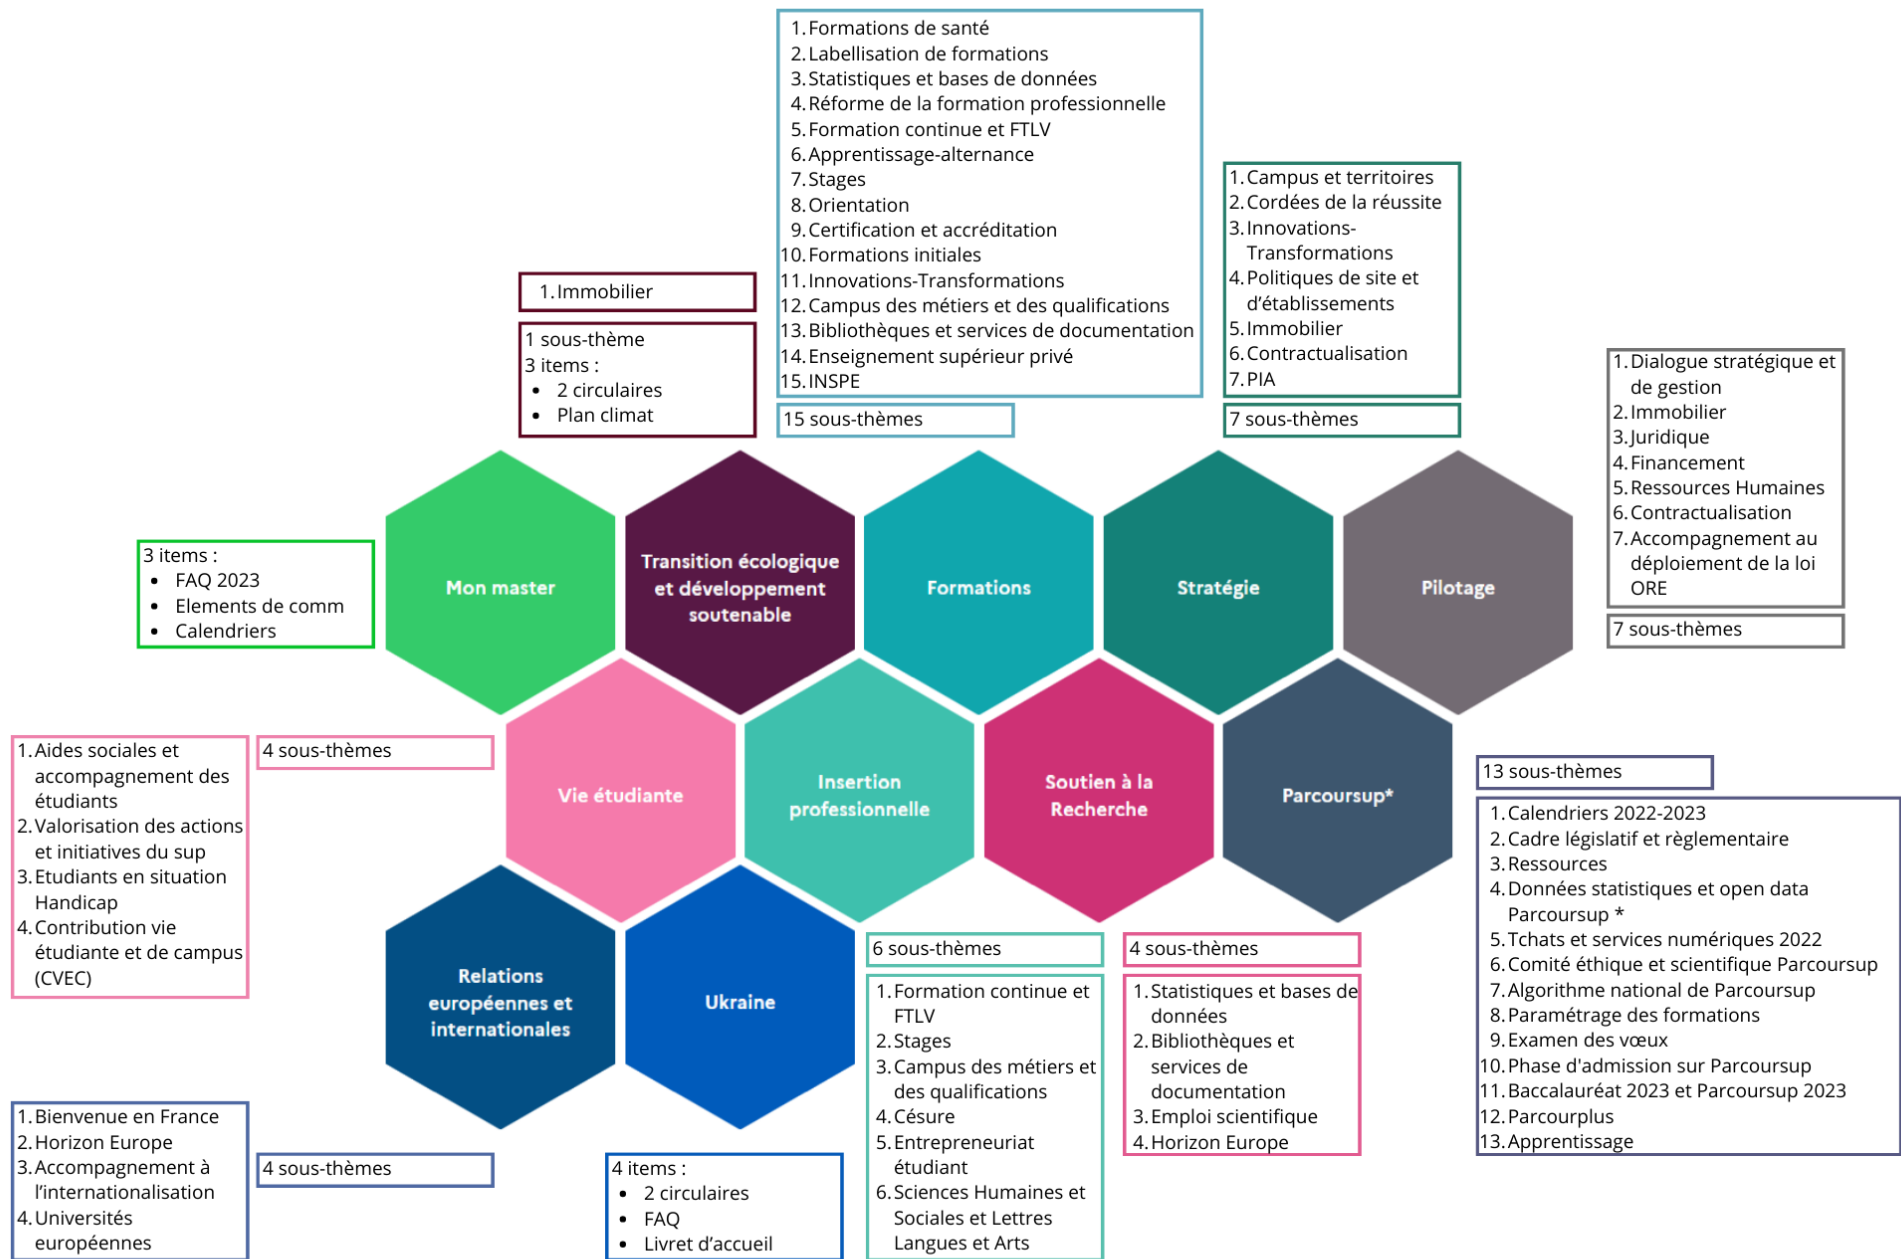 1. Formations de santé
2. Labellisation de formations
3. Statistiques et bases de données
4. Réforme de la formation professionnelle
5. Formation continue et FTLV
6. Apprentissage-alternance
7. Stages
8. Orientation
9. Certification et accréditation
10. Formations initiales
11. Innovations-Transformations
12. Campus des métiers et des qualifications
13. Bibliothèques et services de documentation
14. Enseignement supérieur privé
15. INSPE
15 sous-thèmes
1. Campus et territoires
2. Cordées de la réussite
3. Innovations-
Transformations
4. Politiques de site et
d’établissements
5. Immobilier
6. Contractualisation
7. PIA
7 sous-thèmes
1. Immobilier
1 sous-thème
3 items :
• 2 circulaires
• Plan climat
1. Dialogue stratégique et
de gestion
2. Immobilier
3. Juridique
4. Financement
5. Ressources Humaines
6. Contractualisation
7. Accompagnement au
déploiement de la loi
ORE
7 sous-thèmes
3 items :
• FAQ 2023
• Elements de comm
• Calendriers
Mon master
Transition écologique
et développement
soutenable
Formations
Stratégie
Pilotage
1. Aides sociales et
accompagnement des
étudiants
2. Valorisation des actions
et initiatives du sup
3. Etudiants en situation
Handicap
4. Contribution vie
étudiante et de campus
(CVEC)
4 sous-thèmes
Vie étudiante
Insertion
professionnelle
Soutien à la
Recherche
Parcoursup*
13 sous-thèmes
1. Calendriers 2022-2023
2. Cadre législatif et règlementaire
3. Ressources
4. Données statistiques et open data
Parcoursup *
5. Tchats et services numériques 2022
6. Comité éthique et scientifique Parcoursup
7. Algorithme national de Parcoursup
8. Paramétrage des formations
9. Examen des vœux
10. Phase d'admission sur Parcoursup
11. Baccalauréat 2023 et Parcoursup 2023
12. Parcourplus
13. Apprentissage
Relations
européennes et
internationales
Ukraine
6 sous-thèmes
1. Formation continue et
FTLV
2. Stages
3. Campus des métiers et
des qualifications
4. Césure
5. Entrepreneuriat
étudiant
6. Sciences Humaines et
Sociales et Lettres
Langues et Arts
4 sous-thèmes
1. Statistiques et bases de
données
2. Bibliothèques et
services de
documentation
3. Emploi scientifique
4. Horizon Europe
1. Bienvenue en France
2. Horizon Europe
3. Accompagnement à
l’internationalisation
4. Universités
européennes
4 sous-thèmes
4 items :
• 2 circulaires
• FAQ
• Livret d’accueil